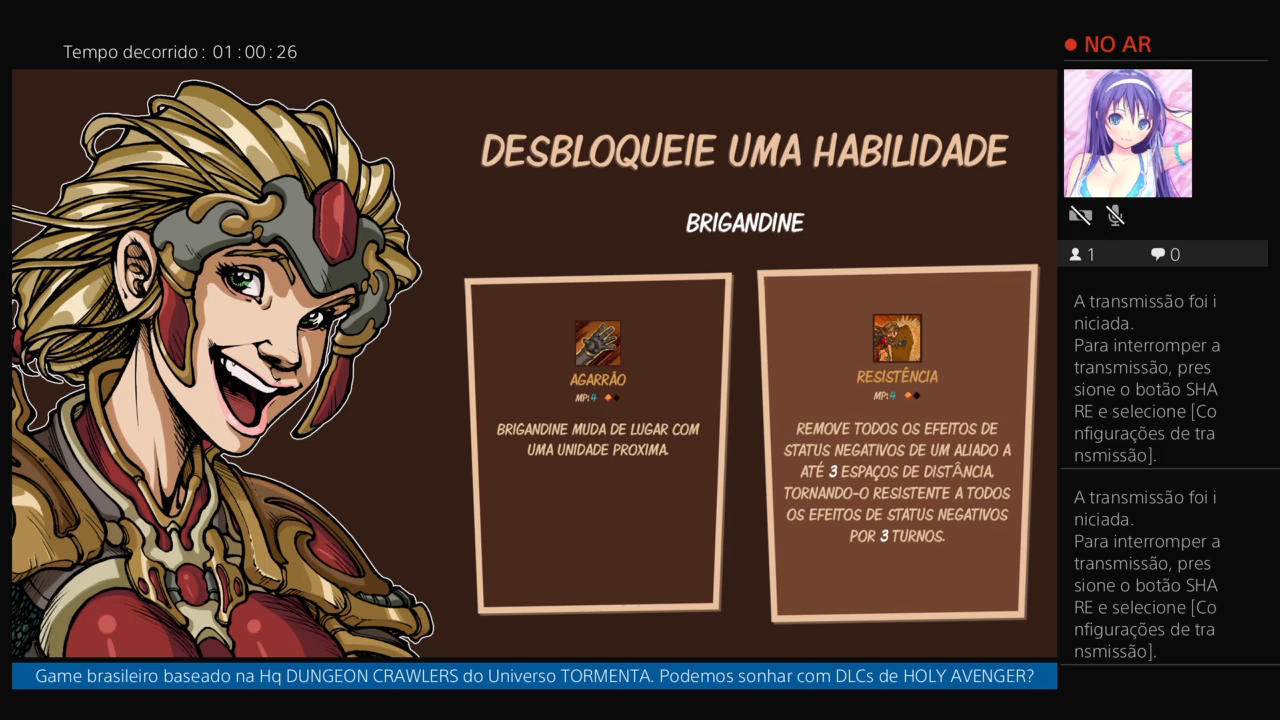 Tempo decorrido: 01:00:26
NO AR
DESBLOQUEIE UMA HABILIDADE
BRIGANDINE
AGARRÃO
MP: 4
BRIGANDINE MUDA DE LUGAR COM
UMA UNIDADE PROXIMA.
RESISTÊNCIA
MP: 4
REMOVE TODOS OS EFEITOS DE
STATUS NEGATIVOS DE UM ALIADO A
ATÉ 3 ESPAÇOS DE DISTÂNCIA,
TORNANDO-O RESISTENTE A TODOS
OS EFEITOS DE STATUS NEGATIVOS
POR 3 TURNOS.
1
0
A transmissão foi i
niciada.
Para interromper a
transmissão, pres
sione o botão SHA
RE e selecione [Co
nfigurações de tra
nsmissão].
A transmissão foi i
niciada.
Para interromper a
transmissão, pres
sione o botão SHA
RE e selecione [Co
nfigurações de tra
nsmissão].
Game brasileiro baseado na Hq DUNGEON CRAWLERS do Universo TORMENTA. Podemos sonhar com DLCs de HOLY AVENGER?